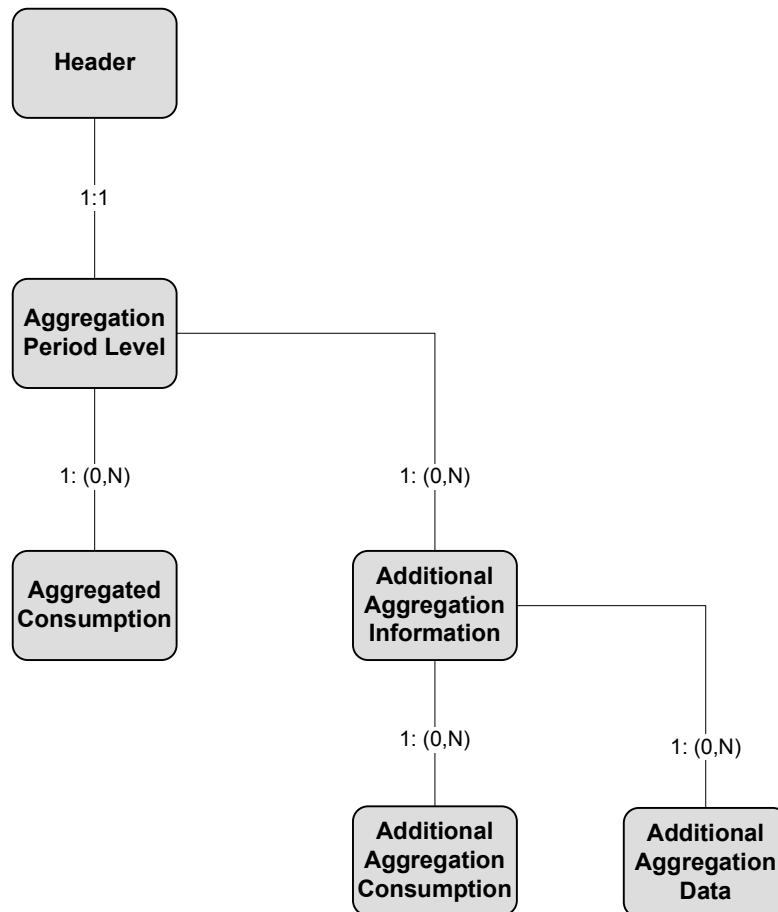 Header
1:1
Aggregation
Period Level
1: (0,N)
1: (0,N)
Aggregated
Consumption
Additional
Aggregation
Information
1: (0,N)
1: (0,N)
Additional
Aggregation
Consumption
Additional
Aggregation
Data